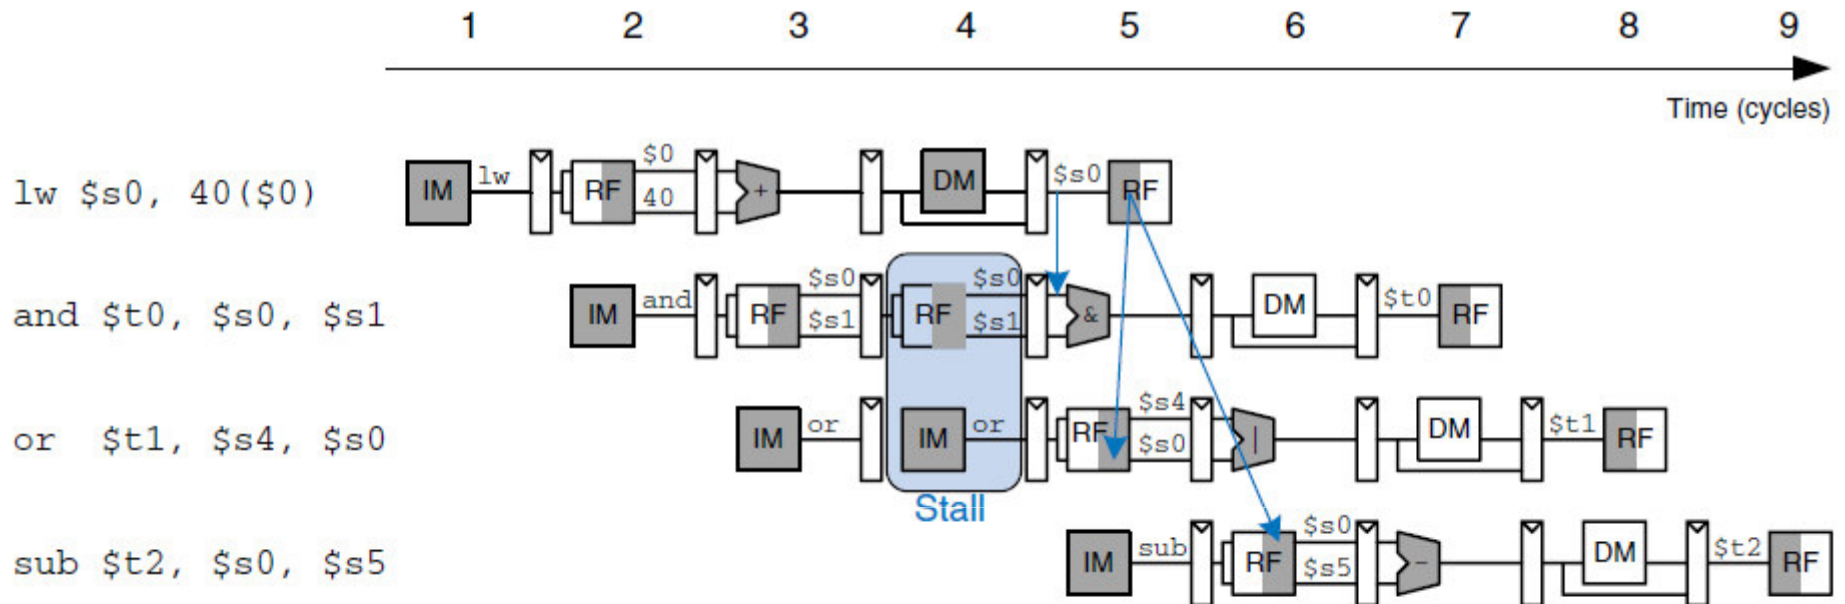 1 2 3 4 5 6 7 8 9
Time (cycles)
lw $s0, 40($0) IM lw RF $0 40 + DM $s0 RF
and $t0, $s0, $s1 IM and RF $s0 $s1 RF $s0 $s1 & DM $t0 RF
or $t1, $s4, $s0 IM or IM or RF $s4 $s0 | DM $t1 RF
Stall
sub $t2, $s0, $s5 IM sub RF $s0 $s5 - DM $t2 RF